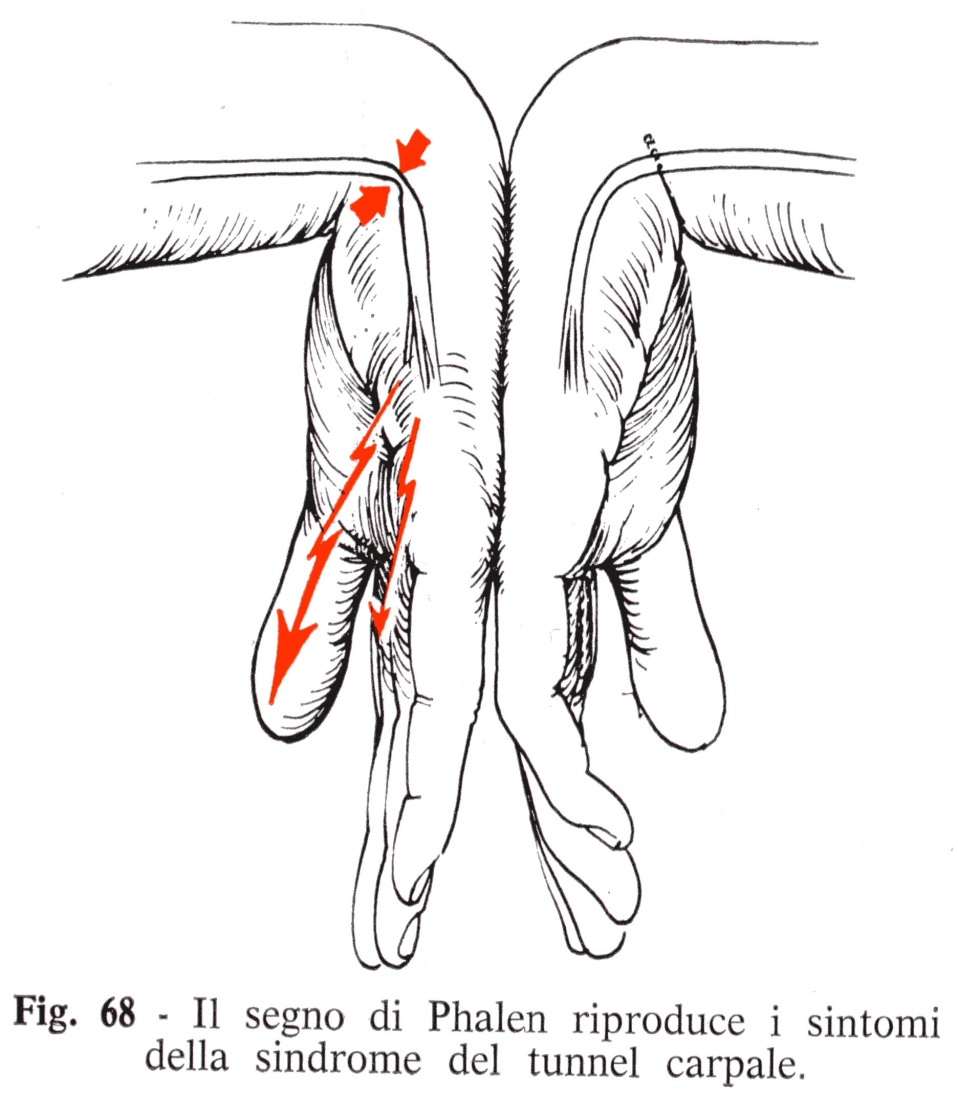 Fig. 68 - Il segno di Phalen riproduce i sintomi
della sindrome del tunnel carpale.